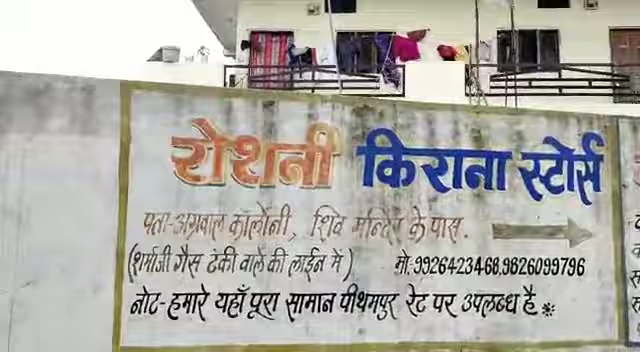 रोशनी किराना स्टोर्स
पता-अग्रवाल कॉलोनी, शिव मन्दिर के पास.
(शर्माजी गैस टंकी वाले की लाईन में) मो. 9926423468, 9826099796
नोट-हमारे यहाँ पूरा सामान पीथमपुर रेट पर उपलब्ध है